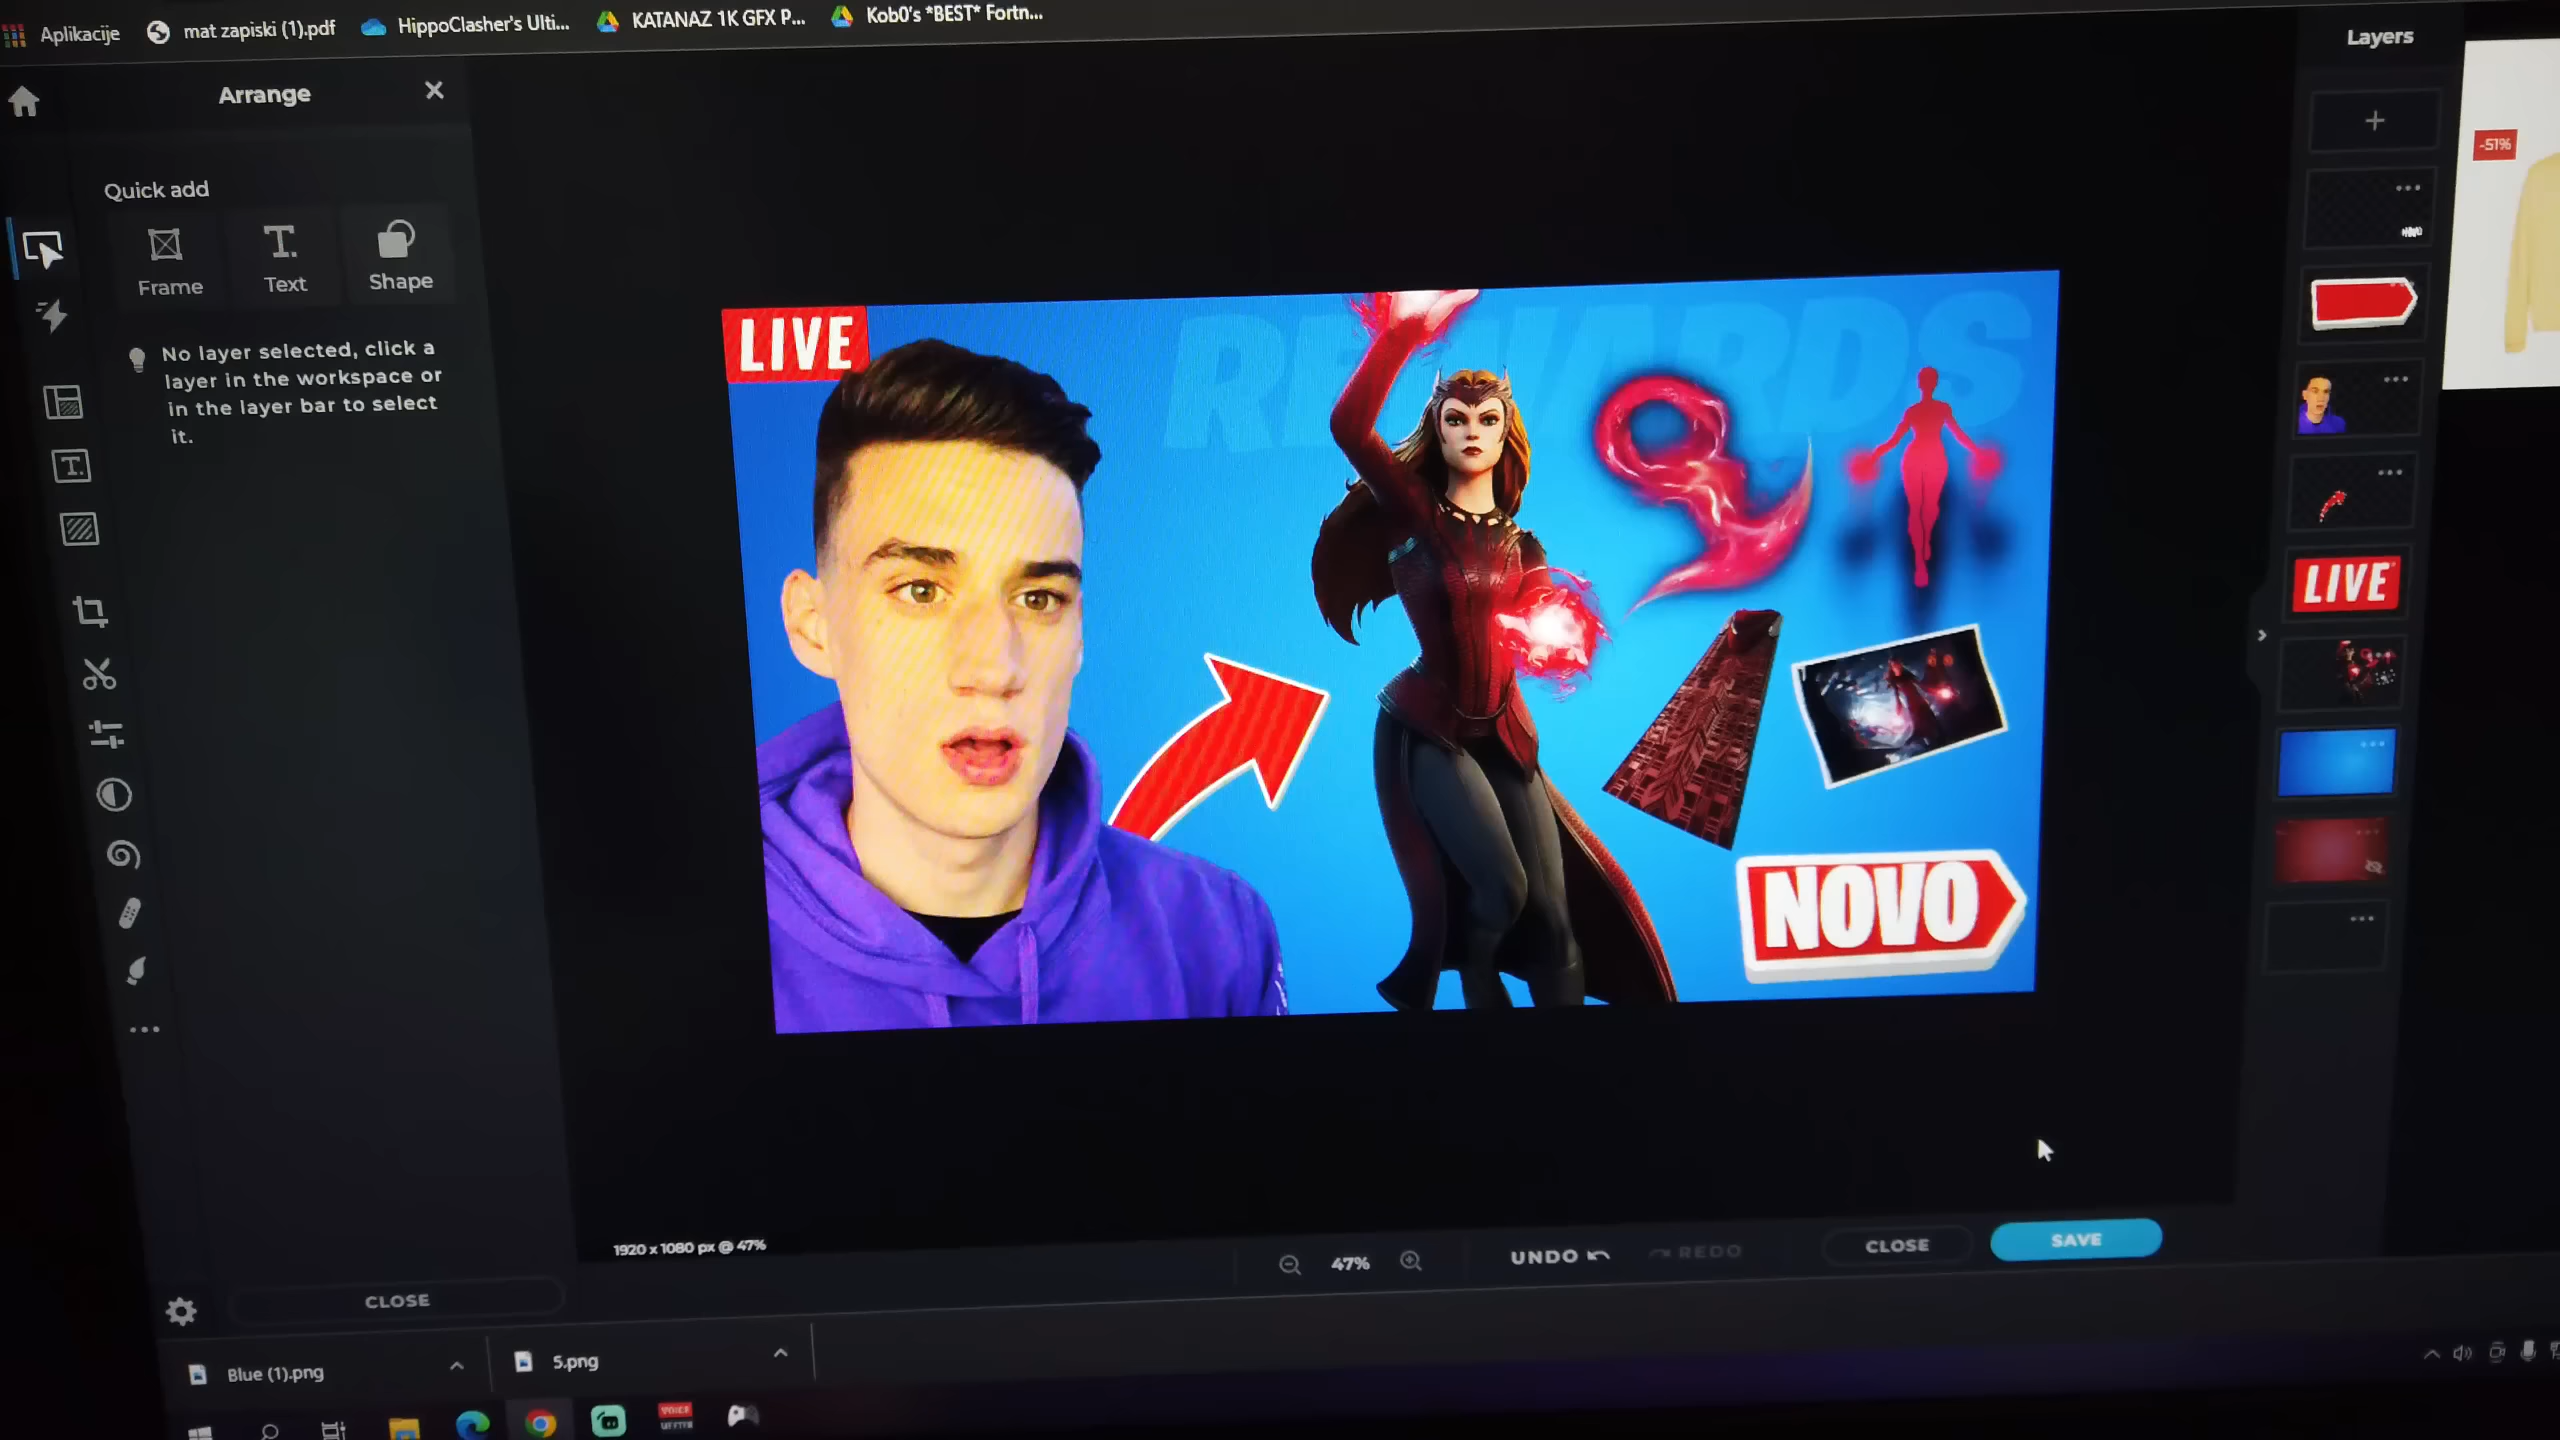 Aplikacije
mat zapiski (1).pdf
HippoClasher's Ulti...
KATANAZ 1K GFX P...
Kob0's *BEST* Fortn...
Arrange
Layers
Quick add
Frame
Text
Shape
No layer selected, click a
layer in the workspace or
in the layer bar to select
it.
LIVE
REWARDS
NOVO
LIVE
-51%
1920 x 1080 px @ 47%
47%
UNDO
REDO
CLOSE
SAVE
CLOSE
Blue (1).png
5.png
VOICE